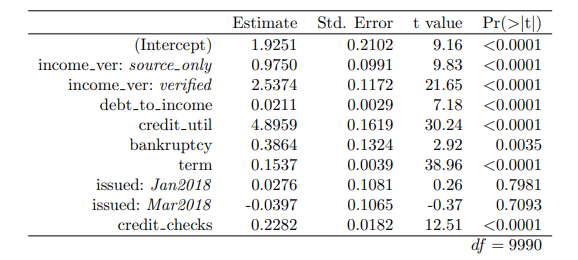 Estimate Std. Error t value Pr(>|t|)
(Intercept) 1.9251 0.2102 9.16 <0.0001
income_ver: source_only 0.9750 0.0991 9.83 <0.0001
income_ver: verified 2.5374 0.1172 21.65 <0.0001
debt_to_income 0.0211 0.0029 7.18 <0.0001
credit_util 4.8959 0.1619 30.24 <0.0001
bankruptcy 0.3864 0.1324 2.92 0.0035
term 0.1537 0.0039 38.96 <0.0001
issued: Jan2018 0.0276 0.1081 0.26 0.7981
issued: Mar2018 -0.0397 0.1065 -0.37 0.7093
credit_checks 0.2282 0.0182 12.51 <0.0001
df = 9990